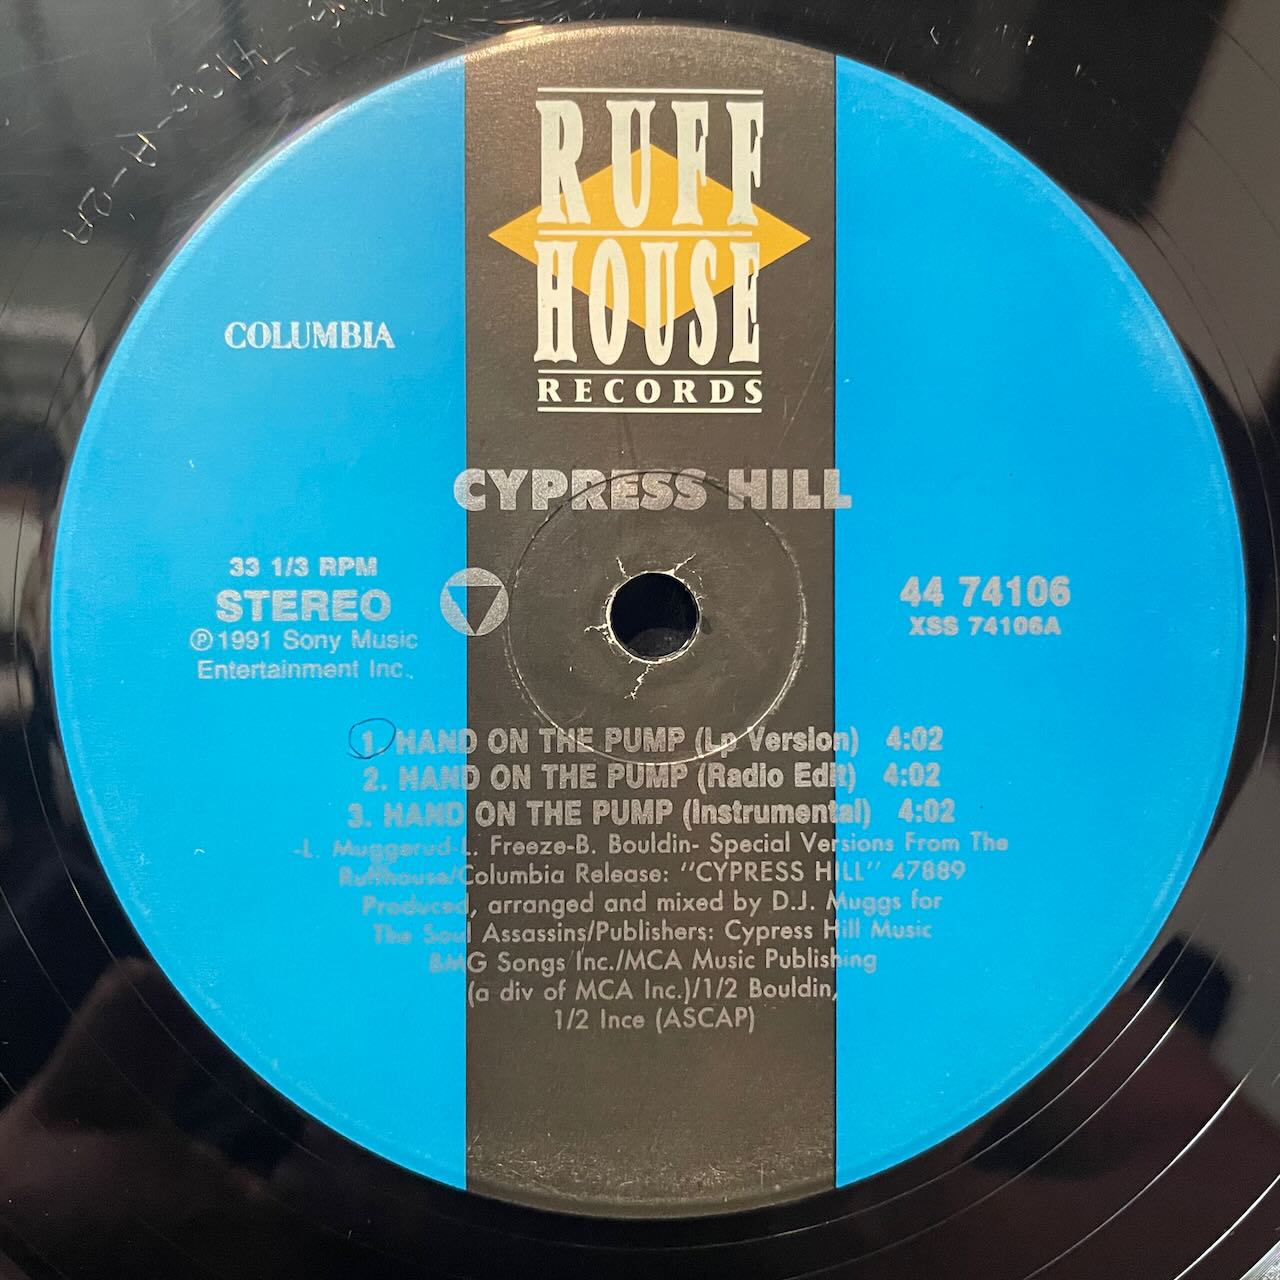 RUFF
HOUSE
RECORDS
COLUMBIA
CYPRESS HILL
33 1/3 RPM
STEREO
Ⓟ1991 Sony Music
Entertainment Inc.
44 74106
XSS 74106A
1. HAND ON THE PUMP (Lp Version) 4:02
2. HAND ON THE PUMP (Radio Edit) 4:02
3. HAND ON THE PUMP (Instrumental) 4:02
-L. Muggerud-L. Freeze-B. Bouldin- Special Versions From The
Ruffhouse/Columbia Release: "CYPRESS HILL" 47889
Produced, arranged and mixed by D.J. Muggs for
The Soul Assassins/Publishers: Cypress Hill Music
BMG Songs Inc./MCA Music Publishing
(a div of MCA Inc.)/1/2 Bouldin,
1/2 Ince (ASCAP)